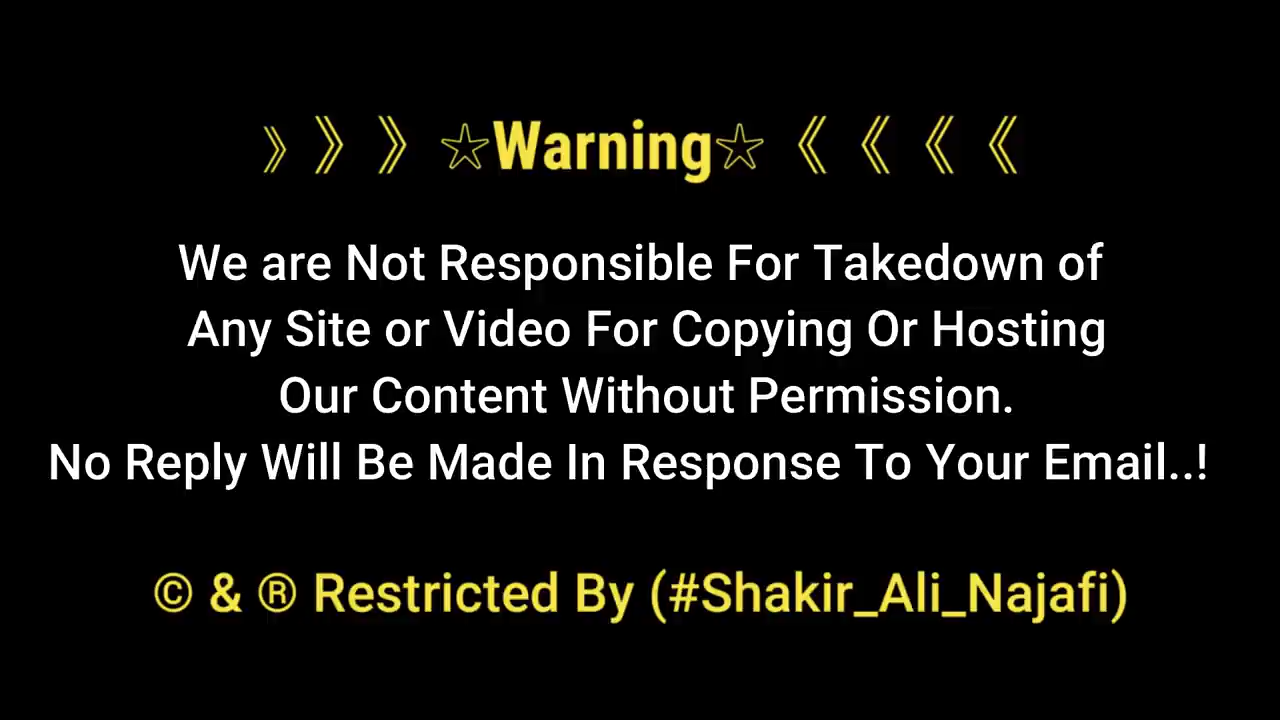 》 》 》 ☆Warning☆ 《 《 《 《
We are Not Responsible For Takedown of
Any Site or Video For Copying Or Hosting
Our Content Without Permission.
No Reply Will Be Made In Response To Your Email..!
© & ® Restricted By (#Shakir_Ali_Najafi)